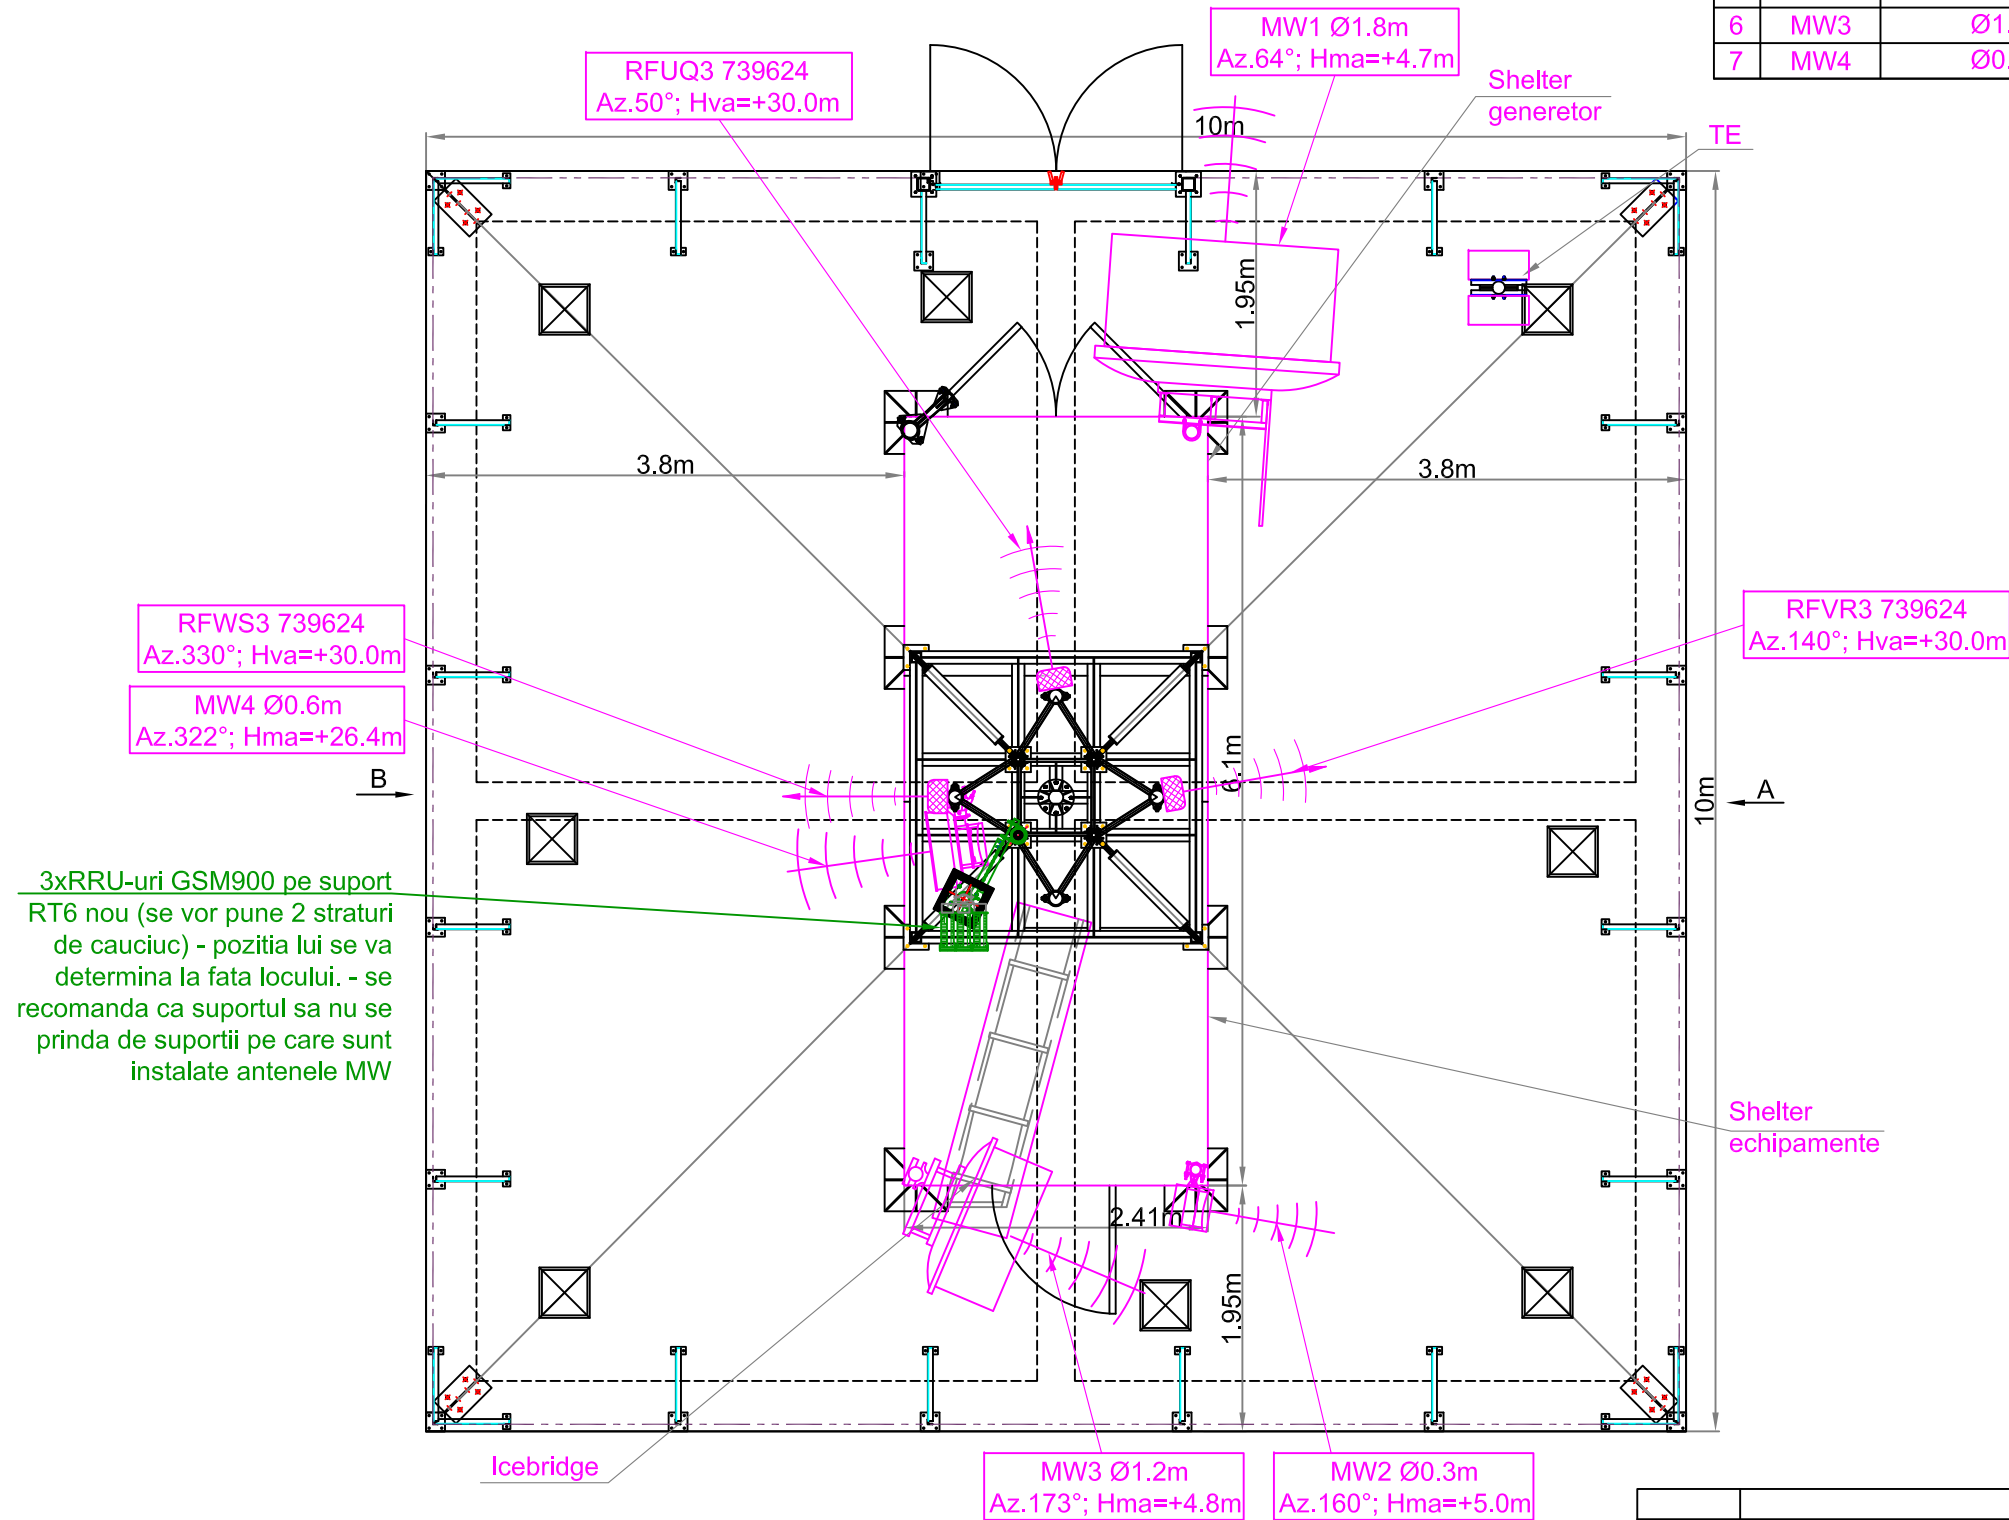 6 MW3 Ø1.
7 MW4 Ø0.
MW1 Ø1.8m
Az.64°; Hma=+4.7m
RFUQ3 739624
Az.50°; Hva=+30.0m
Shelter
generetor
TE
10m
1.95m
3.8m
3.8m
RFWS3 739624
Az.330°; Hva=+30.0m
RFVR3 739624
Az.140°; Hva=+30.0m
MW4 Ø0.6m
Az.322°; Hma=+26.4m
6.1m
10m
B
A
3xRRU-uri GSM900 pe suport
RT6 nou (se vor pune 2 straturi
de cauciuc) - pozitia lui se va
determina la fata locului. - se
recomanda ca suportul sa nu se
prinda de suportii pe care sunt
instalate antenele MW
Shelter
echipamente
2.41m
1.95m
Icebridge
MW3 Ø1.2m
Az.173°; Hma=+4.8m
MW2 Ø0.3m
Az.160°; Hma=+5.0m